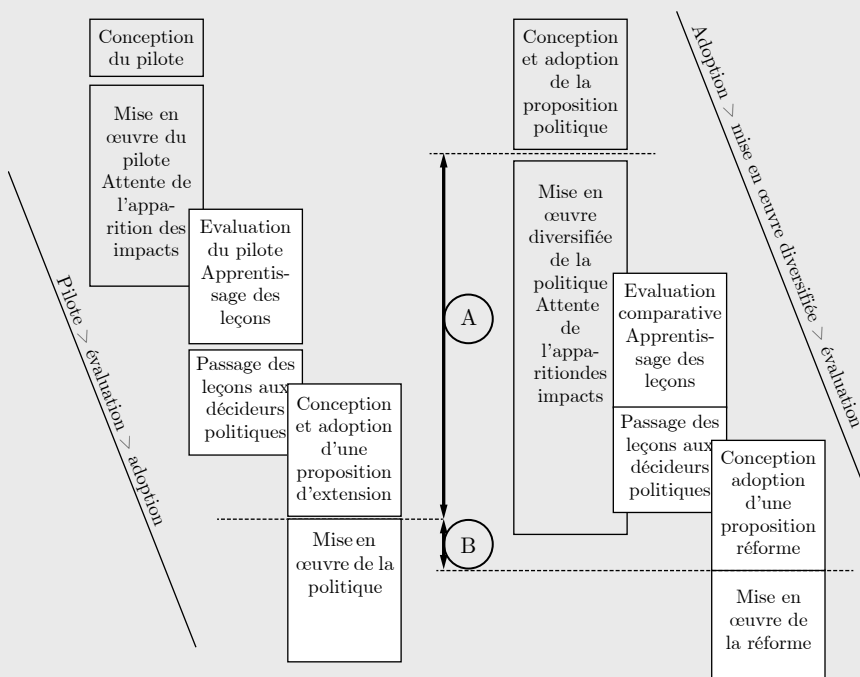 Conception
du pilote
Mise en
œuvre du
pilote
Attente de
l'appa-
rition des
impacts
Evaluation
du pilote
Apprentis-
sage des
leçons
Passage des
leçons aux
décideurs
politiques
Conception
et adoption
d'une
proposition
d'extension
Mise en
œuvre de la
politique
Pilote < évaluation < adoption
A
B
Conception
et adoption
de la
proposition
politique
Mise en
œuvre
diversifiée
de la
politique
Attente
de
l'appa-
ritiondes
impacts
Evaluation
comparative
Apprentis-
sage des
leçons
Passage des
leçons aux
décideurs
politiques
Conception
adoption
d'une
proposition
réforme
Mise en
œuvre de
la réforme
Adoption < mise en œuvre diversifiée < évaluation